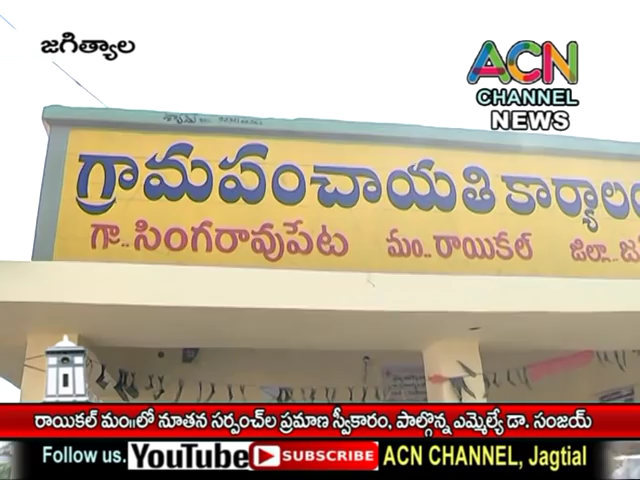 జగిత్యాల
ACN
CHANNEL
NEWS
గ్రామపంచాయతి కార్యాల
గ్రా.. సింగరావుపేట మం.. రాయికల్ జిల్లా.. జ
రాయికల్ మం॥లో నూతన సర్పంచ్‌ల ప్రమాణ స్వీకారం, పాల్గొన్న ఎమ్మెల్యే డా. సంజయ్
Follow us. YouTube SUBSCRIBE ACN CHANNEL, Jagtial